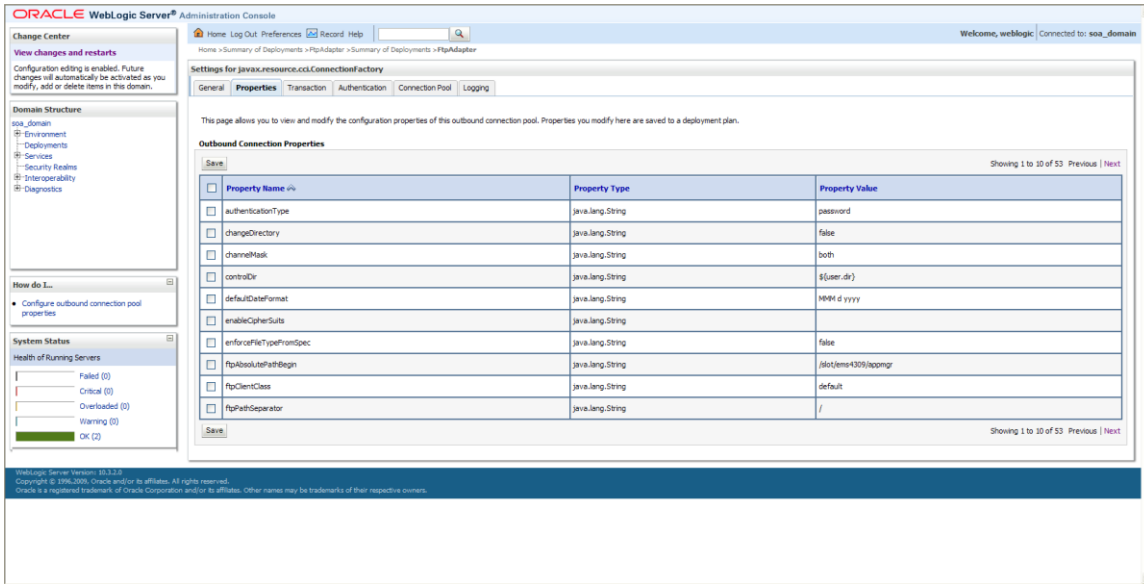 ORACLE WebLogic Server® Administration Console
Change Center
View changes and restarts
Configuration editing is enabled. Future
changes will automatically be activated as you
modify, add or delete items in this domain.
Domain Structure
soa_domain
Environment
Deployments
Services
Security Realms
Interoperability
Diagnostics
How do I...
Configure outbound connection pool
properties
System Status
Health of Running Servers
Failed (0)
Critical (0)
Overloaded (0)
Warning (0)
OK (2)
Home Log Out Preferences Record Help
Welcome, weblogic Connected to: soa_domain
Home >Summary of Deployments >FtpAdapter >Summary of Deployments >FtpAdapter
Settings for javax.resource.cci.ConnectionFactory
General Properties Transaction Authentication Connection Pool Logging
This page allows you to view and modify the configuration properties of this outbound connection pool. Properties you modify here are saved to a deployment plan.
Outbound Connection Properties
Save Showing 1 to 10 of 53 Previous | Next
Property Name Property Type Property Value
authenticationType java.lang.String password
changeDirectory java.lang.String false
channelMask java.lang.String both
controlDir java.lang.String ${user.dir}
defaultDateFormat java.lang.String MMM d yyyy
enableCipherSuits java.lang.String
enforceFileTypeFromSpec java.lang.String false
ftpAbsolutePathBegin java.lang.String /slot/ems4309/appmgr
ftpClientClass java.lang.String default
ftpPathSeparator java.lang.String /
Save Showing 1 to 10 of 53 Previous | Next
WebLogic Server Version: 10.3.2.0
Copyright © 1996,2009, Oracle and/or its affiliates. All rights reserved.
Oracle is a registered trademark of Oracle Corporation and/or its affiliates. Other names may be trademarks of their respective owners.